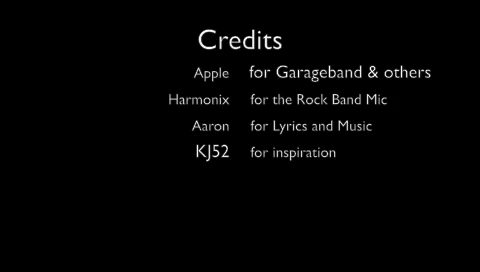 Credits
Apple for Garageband & others
Harmonix for the Rock Band Mic
Aaron for Lyrics and Music
KJ52 for inspiration